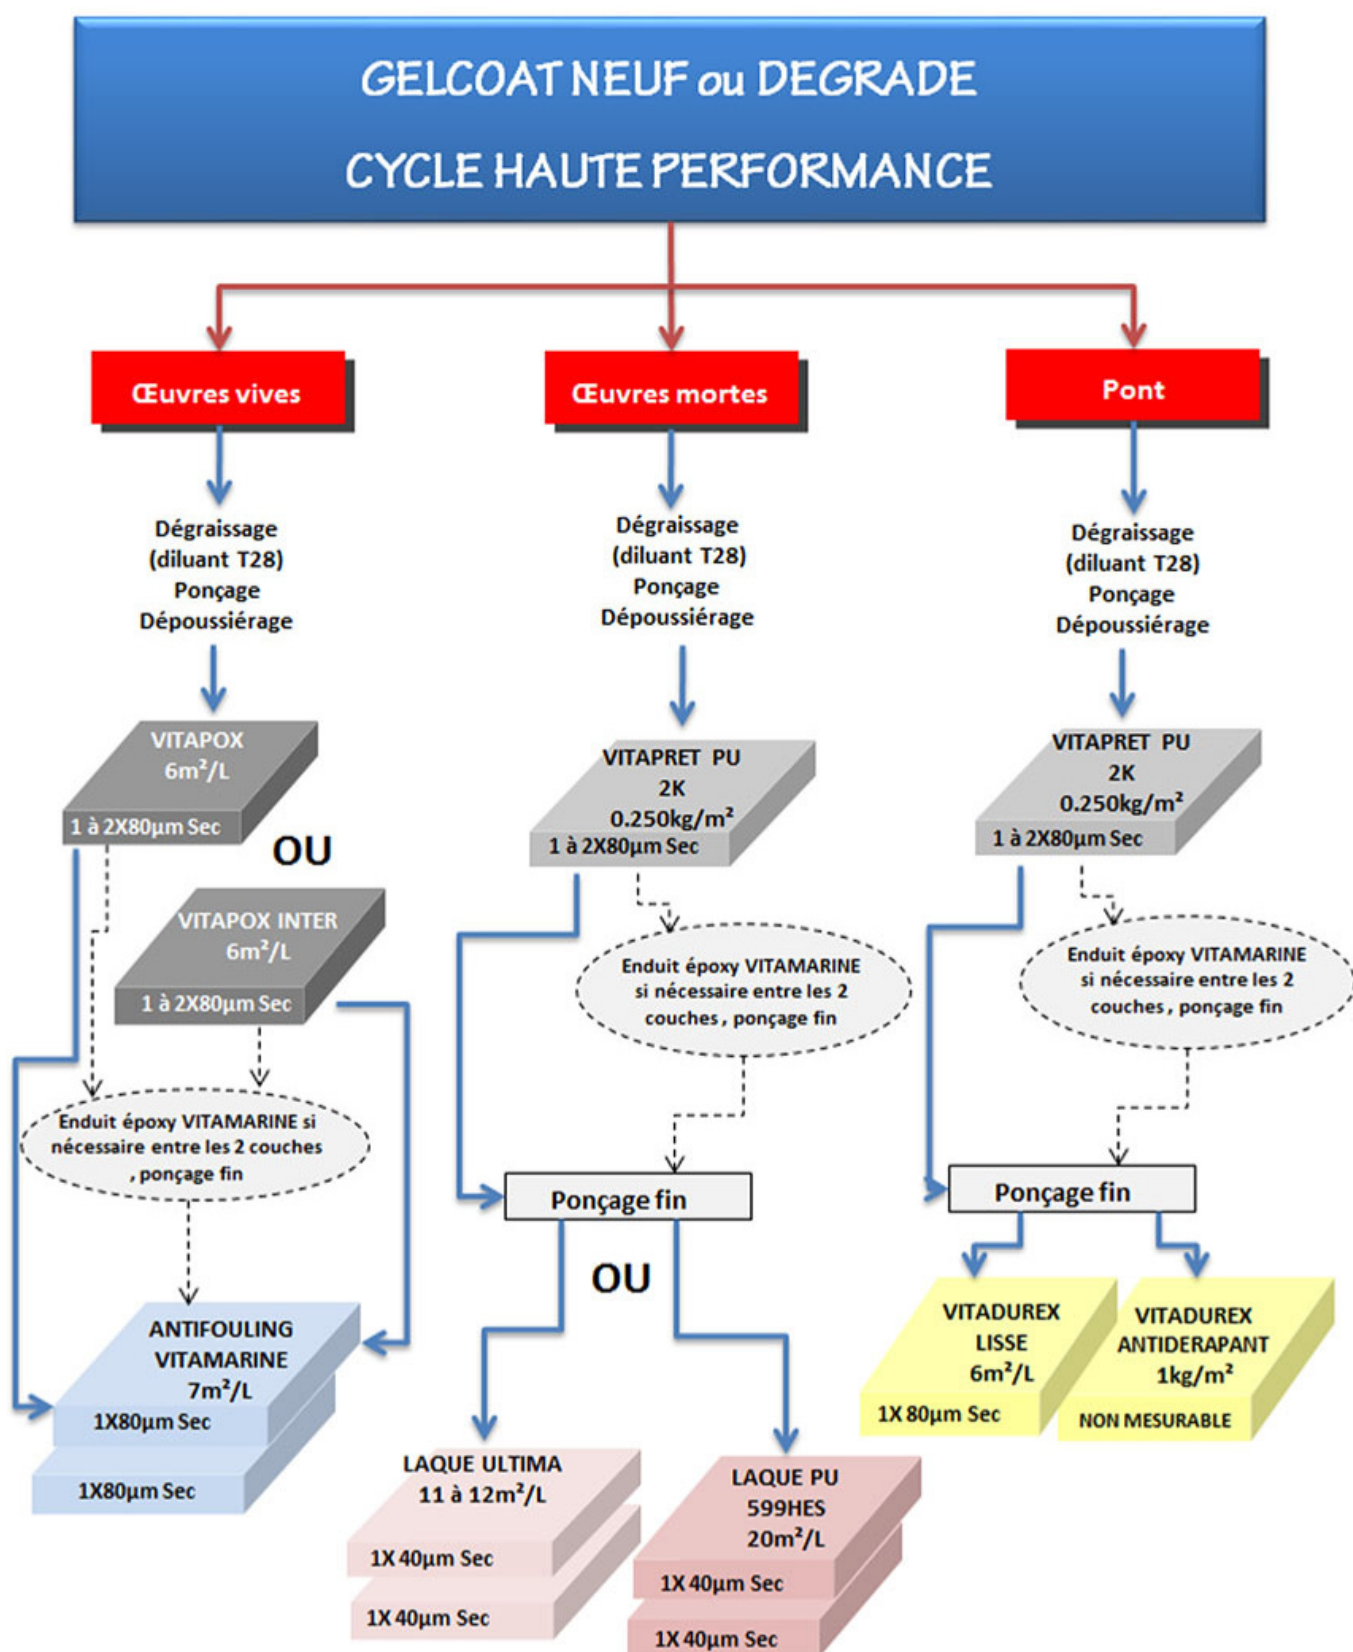 GELCOAT NEUF ou DEGRADE
CYCLE HAUTE PERFORMANCE
Œuvres vives
Dégraissage
(diluant T28)
Ponçage
Dépoussiérage
VITAPOX
6m²/L
1 à 2X80µm Sec
OU
VITAPOX INTER
6m²/L
1 à 2X80µm Sec
Enduit époxy VITAMARINE si
nécessaire entre les 2 couches
, ponçage fin
ANTIFOULING
VITAMARINE
7m²/L
1X80µm Sec
1X80µm Sec
Œuvres mortes
Dégraissage
(diluant T28)
Ponçage
Dépoussiérage
VITAPRET PU
2K
0.250kg/m²
1 à 2X80µm Sec
Enduit époxy VITAMARINE
si nécessaire entre les 2
couches , ponçage fin
Ponçage fin
OU
LAQUE ULTIMA
11 à 12m²/L
1X 40µm Sec
1X 40µm Sec
LAQUE PU
599HES
20m²/L
1X 40µm Sec
1X 40µm Sec
Pont
Dégraissage
(diluant T28)
Ponçage
Dépoussiérage
VITAPRET PU
2K
0.250kg/m²
1 à 2X80µm Sec
Enduit époxy VITAMARINE
si nécessaire entre les 2
couches , ponçage fin
Ponçage fin
VITADUREX
LISSE
6m²/L
1X 80µm Sec
VITADUREX
ANTIDERAPANT
1kg/m²
NON MESURABLE